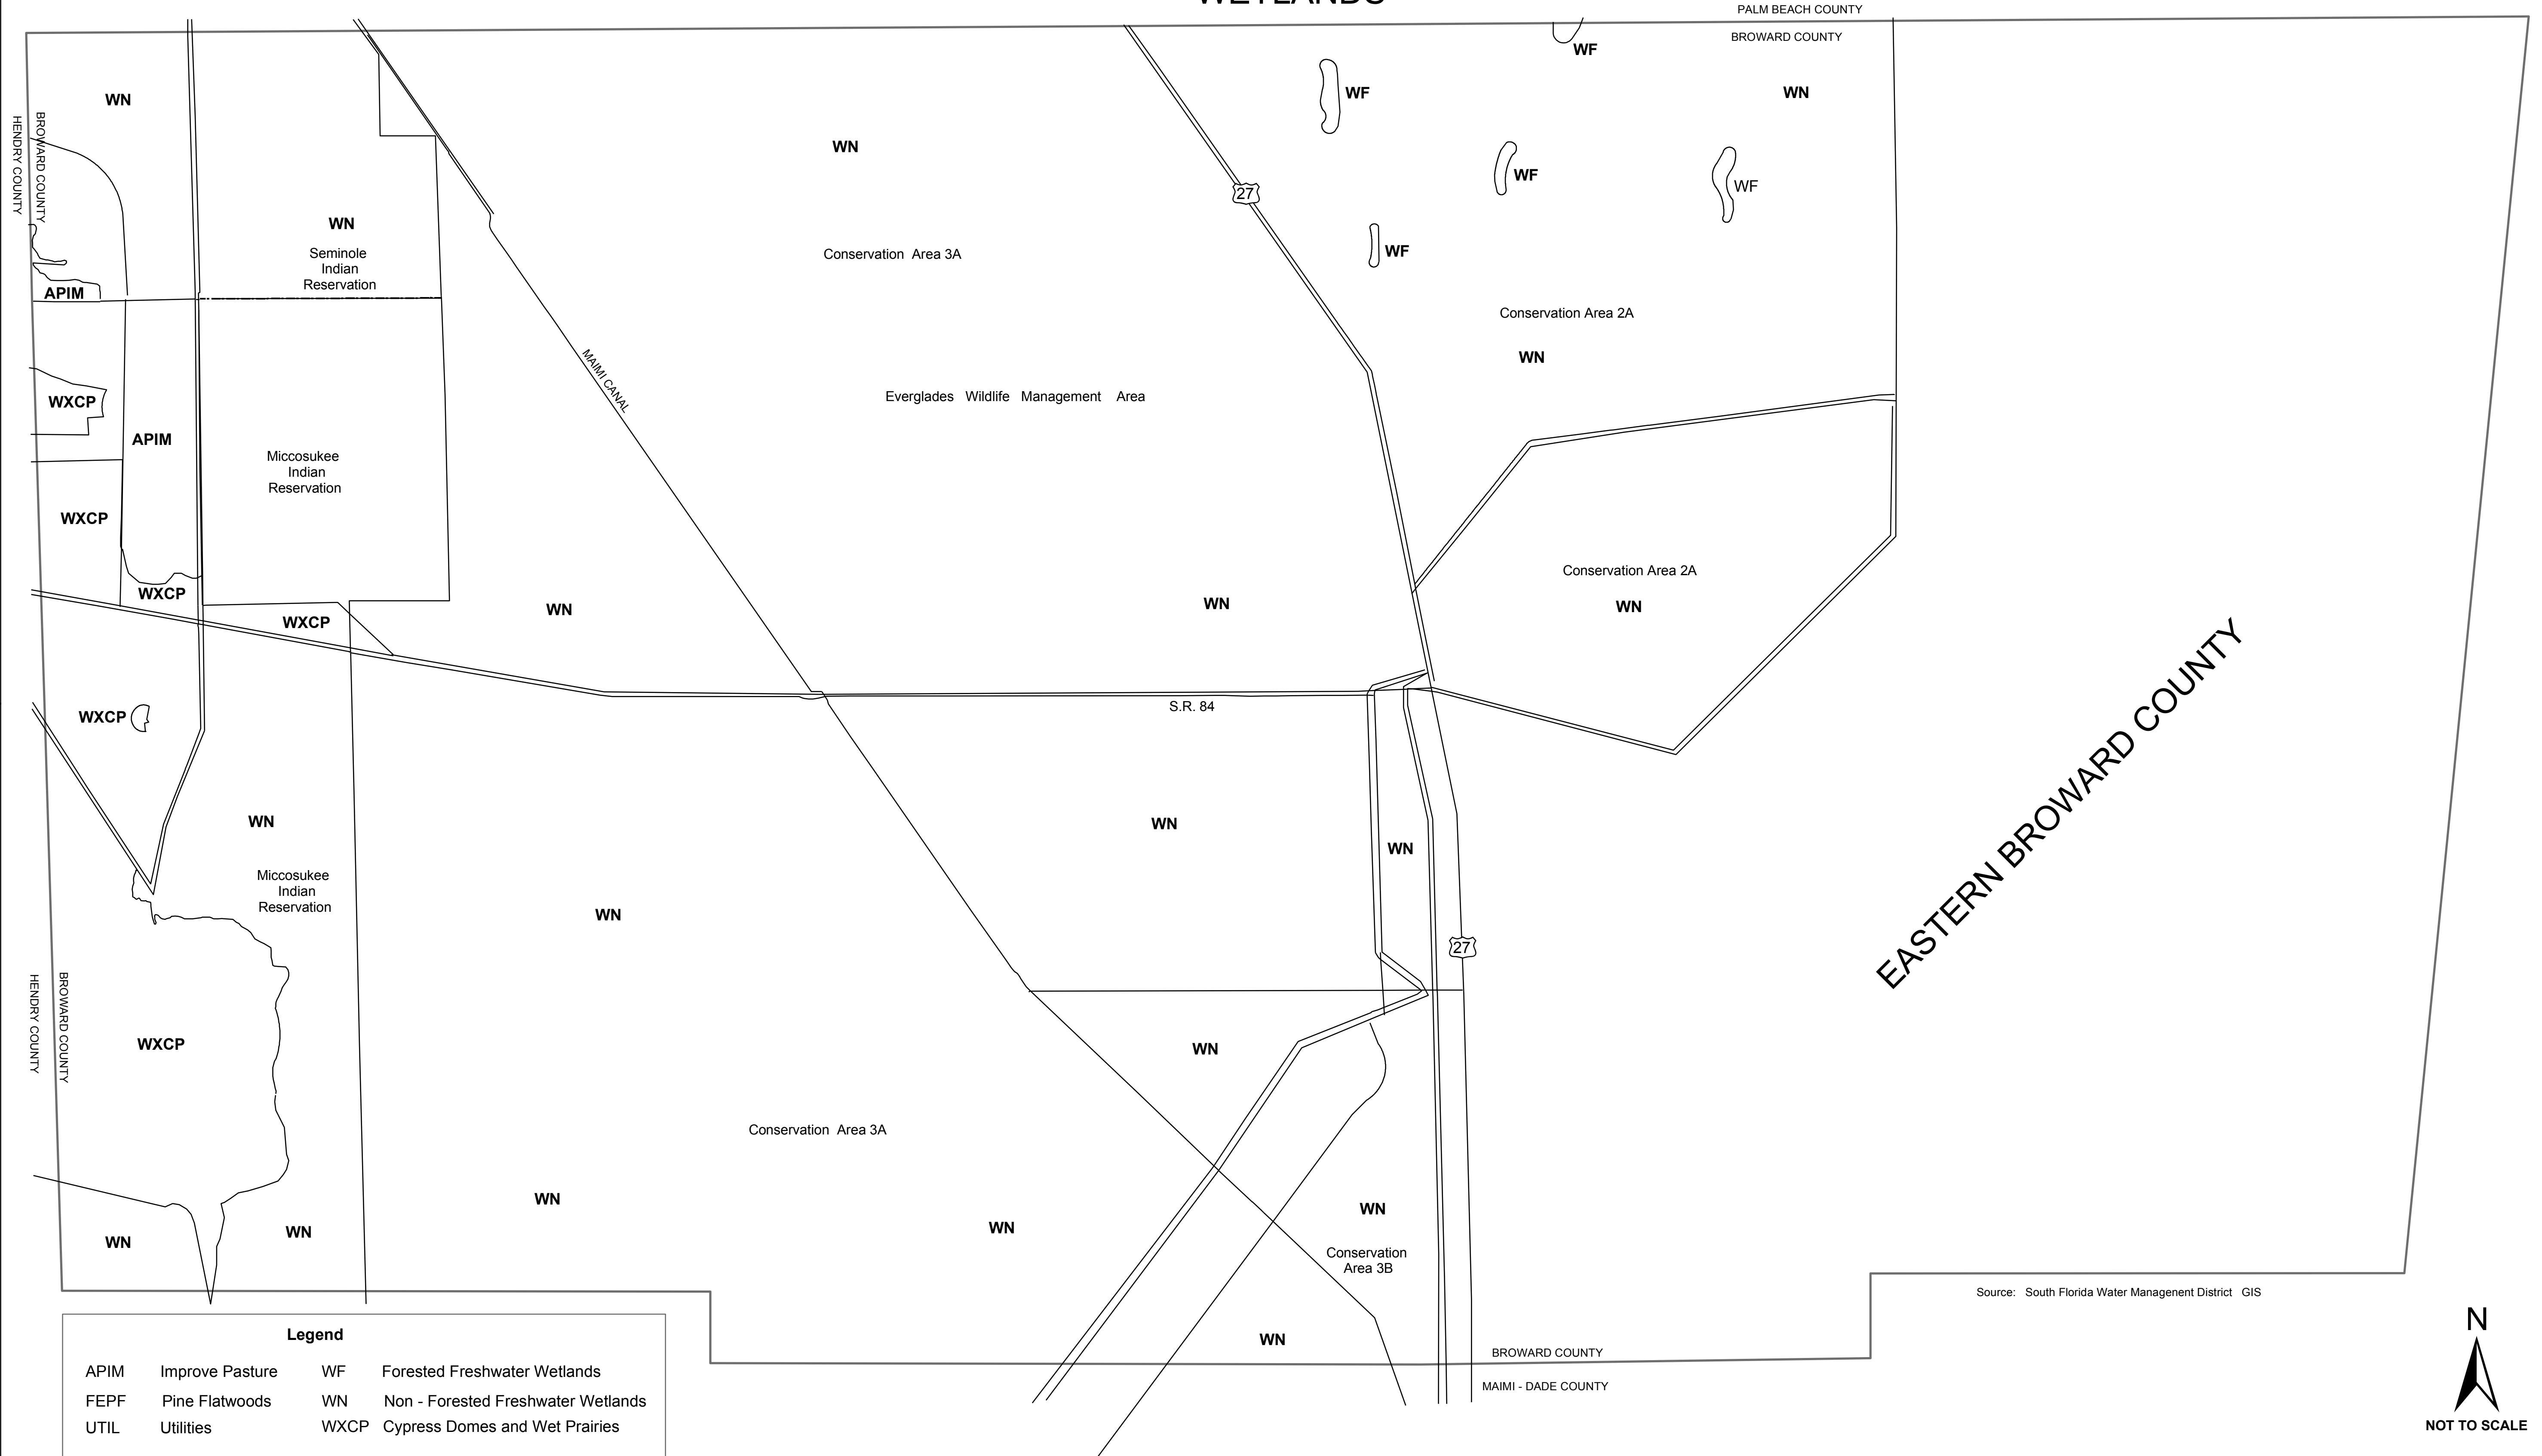 WETLANDS
PALM BEACH COUNTY
BROWARD COUNTY
WF
WN
WF
WN
WN
27
WF
WF
WF
HENDRY COUNTY
BROWARD COUNTY
WN
Seminole
Indian
Reservation
Conservation Area 3A
APIM
Conservation Area 2A
WN
MAIMI CANAL
Everglades Wildlife Management Area
WXCP
APIM
Miccosukee
Indian
Reservation
WXCP
Conservation Area 2A
WN
WXCP
WN
WN
WXCP
S.R. 84
WXCP
EASTERN BROWARD COUNTY
WN
WN
WN
Miccosukee
Indian
Reservation
WN
27
HENDRY COUNTY
BROWARD COUNTY
WXCP
WN
Conservation Area 3A
WN
WN
WN
WN
WN
WN
Conservation
Area 3B
WN
Source: South Florida Water Managenent District GIS
BROWARD COUNTY
MAIMI - DADE COUNTY
N
NOT TO SCALE
Legend
APIM Improve Pasture WF Forested Freshwater Wetlands
FEPF Pine Flatwoods WN Non - Forested Freshwater Wetlands
UTIL Utilities WXCP Cypress Domes and Wet Prairies